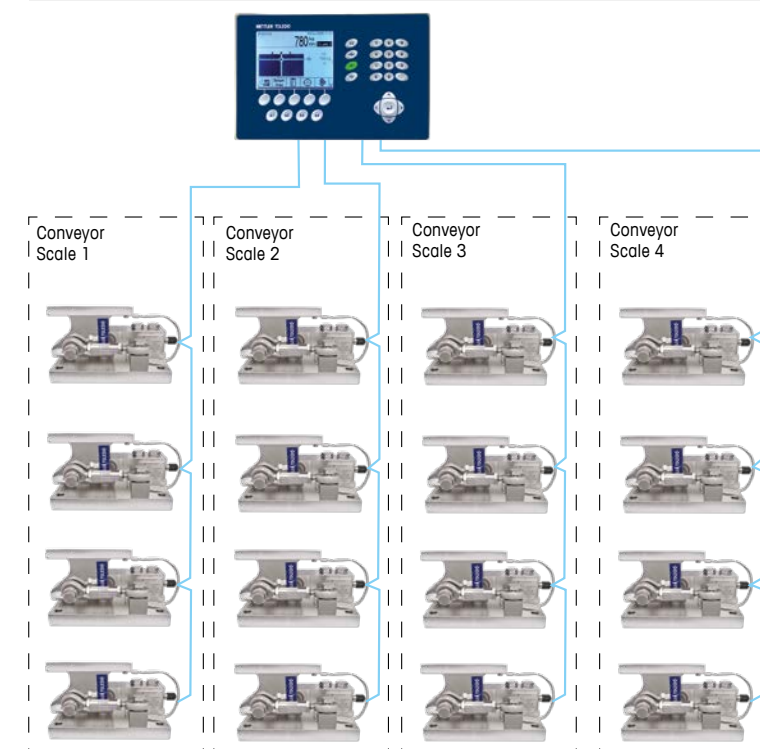 METTLER TOLEDO
780
Conveyor
Scale 1
Conveyor
Scale 2
Conveyor
Scale 3
Conveyor
Scale 4